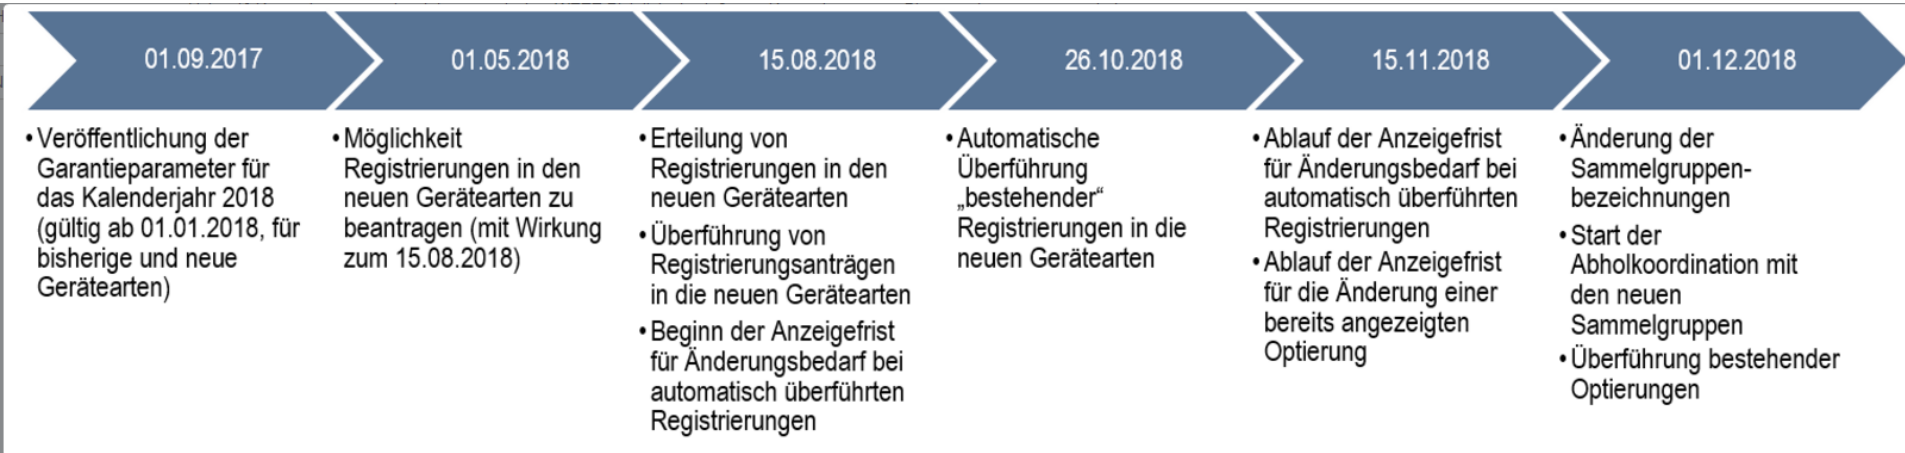 01.09.2017
• Veröffentlichung der
Garantieparameter für
das Kalenderjahr 2018
(gültig ab 01.01.2018, für
bisherige und neue
Gerätearten)
01.05.2018
• Möglichkeit
Registrierungen in den
neuen Gerätearten zu
beantragen (mit Wirkung
zum 15.08.2018)
15.08.2018
• Erteilung von
Registrierungen in den
neuen Gerätearten
• Überführung von
Registrierungsanträgen
in die neuen Gerätearten
• Beginn der Anzeigefrist
für Änderungsbedarf bei
automatisch überführten
Registrierungen
26.10.2018
• Automatische
Überführung
„bestehender“
Registrierungen in die
neuen Gerätearten
15.11.2018
• Ablauf der Anzeigefrist
für Änderungsbedarf bei
automatisch überführten
Registrierungen
• Ablauf der Anzeigefrist
für die Änderung einer
bereits angezeigten
Optierung
01.12.2018
• Änderung der
Sammelgruppen-
bezeichnungen
• Start der
Abholkoordination mit
den neuen
Sammelgruppen
• Überführung bestehender
Optierungen